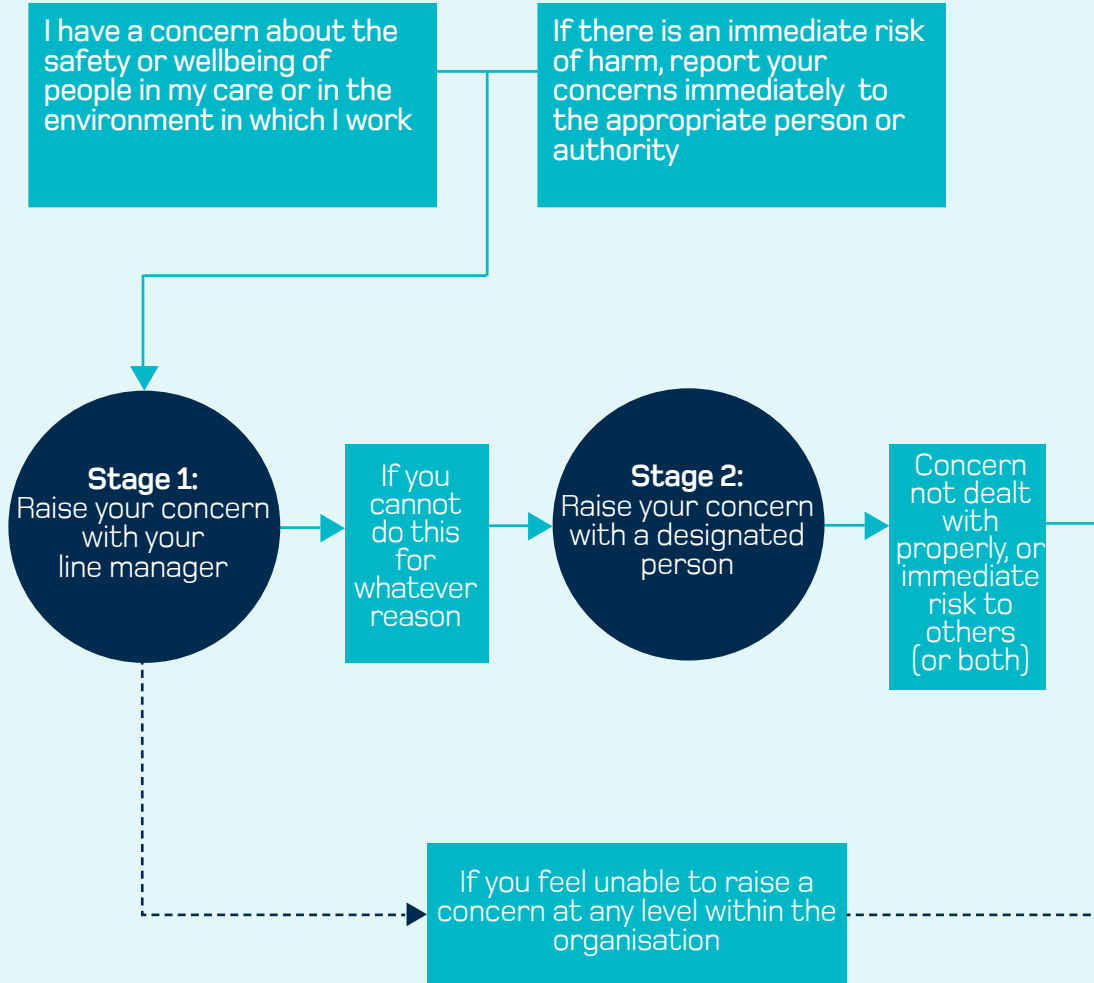 I have a concern about the
safety or wellbeing of
people in my care or in the
environment in which I work
If there is an immediate risk
of harm, report your
concerns immediately to
the appropriate person or
authority
Stage 1:
Raise your concern
with your
line manager
If you
cannot
do this
for
whatever
reason
Stage 2:
Raise your concern
with a designated
person
Concern
not dealt
with
properly, or
immediate
risk to
others
(or both)
If you feel unable to raise a
concern at any level within the
organisation